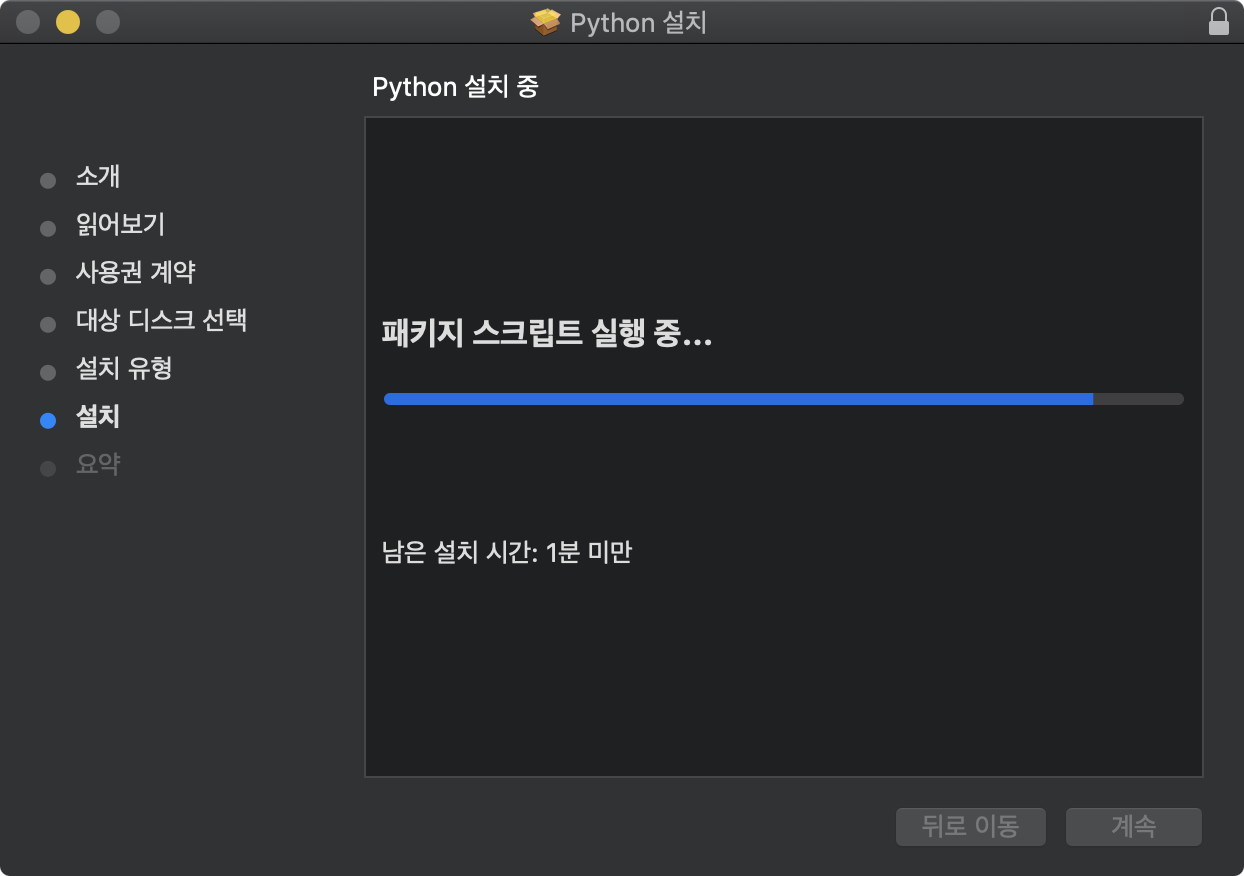 Python 설치
Python 설치 중
소개
읽어보기
사용권 계약
대상 디스크 선택
설치 유형
설치
요약
패키지 스크립트 실행 중...
남은 설치 시간: 1분 미만
뒤로 이동
계속